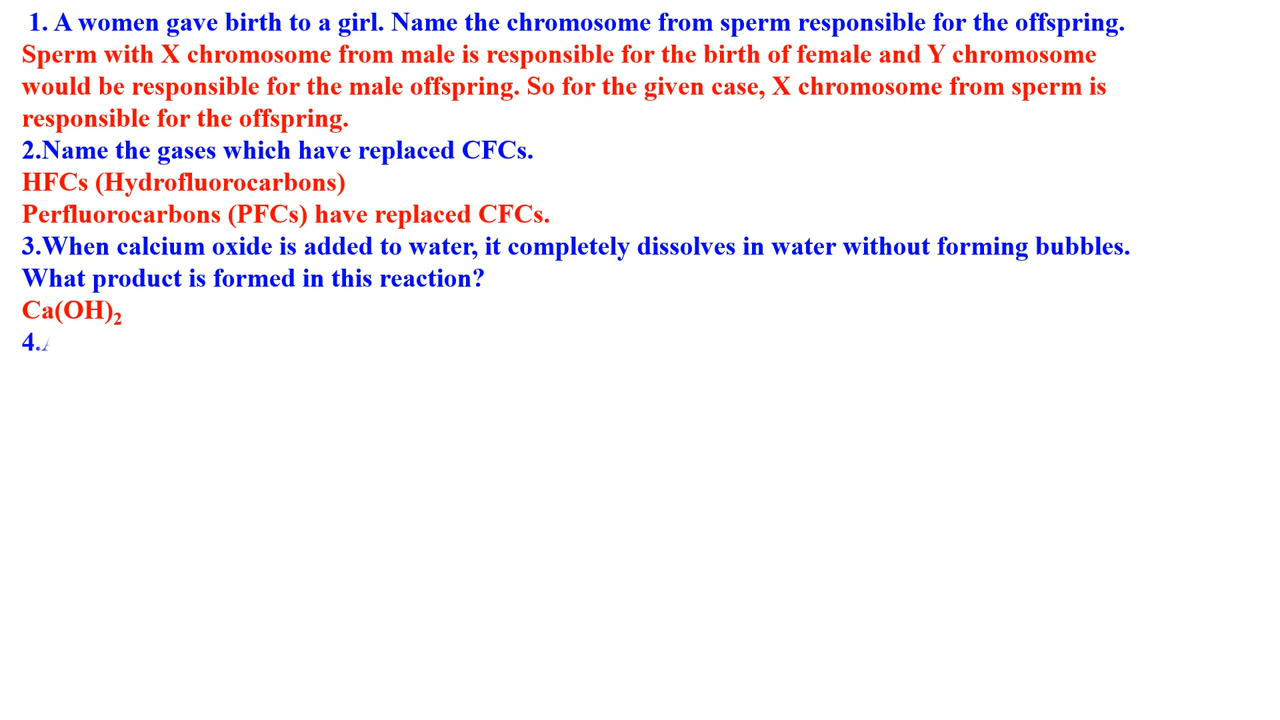 1. A women gave birth to a girl. Name the chromosome from sperm responsible for the offspring.
Sperm with X chromosome from male is responsible for the birth of female and Y chromosome
would be responsible for the male offspring. So for the given case, X chromosome from sperm is
responsible for the offspring.
2.Name the gases which have replaced CFCs.
HFCs (Hydrofluorocarbons)
Perfluorocarbons (PFCs) have replaced CFCs.
3.When calcium oxide is added to water, it completely dissolves in water without forming bubbles.
What product is formed in this reaction?
Ca(OH)₂
4.